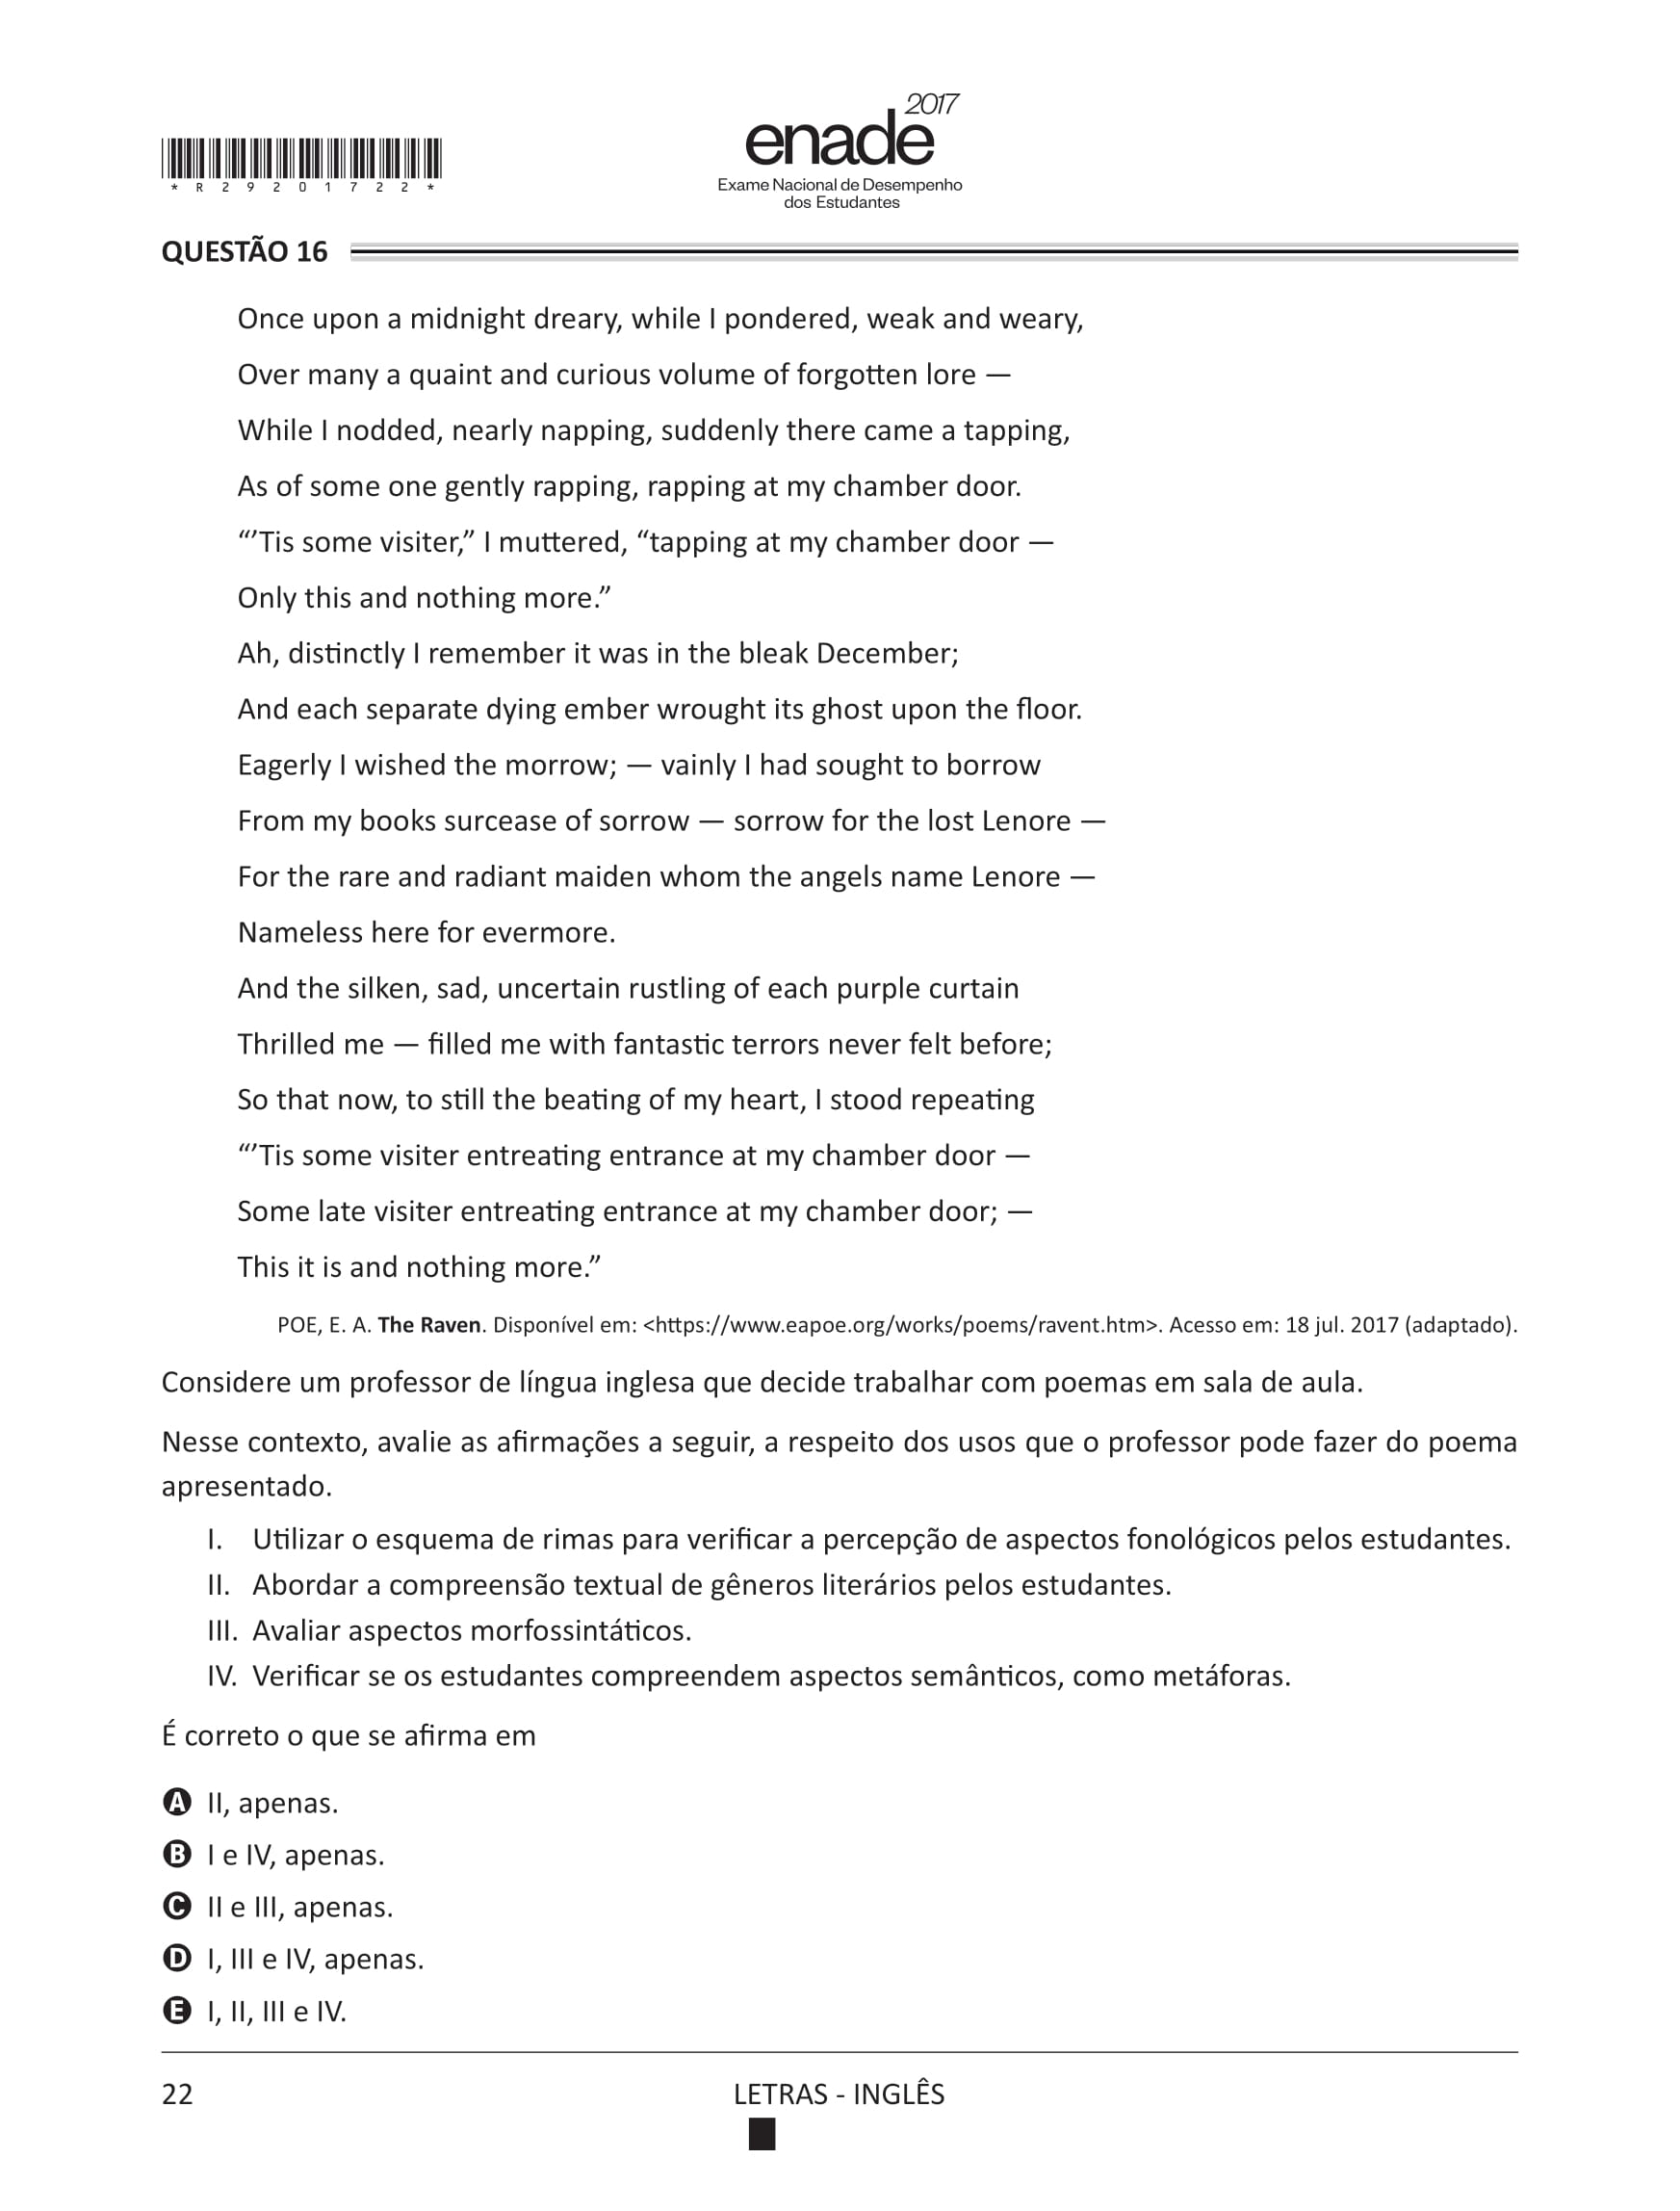 2017
enade
Exame Nacional de Desempenho
dos Estudantes
* R 2 9 2 0 1 7 2 2 *
QUESTÃO 16
Once upon a midnight dreary, while I pondered, weak and weary,
Over many a quaint and curious volume of forgotten lore —
While I nodded, nearly napping, suddenly there came a tapping,
As of some one gently rapping, rapping at my chamber door.
“’Tis some visiter,” I muttered, “tapping at my chamber door —
Only this and nothing more.”
Ah, distinctly I remember it was in the bleak December;
And each separate dying ember wrought its ghost upon the floor.
Eagerly I wished the morrow; — vainly I had sought to borrow
From my books surcease of sorrow — sorrow for the lost Lenore —
For the rare and radiant maiden whom the angels name Lenore —
Nameless here for evermore.
And the silken, sad, uncertain rustling of each purple curtain
Thrilled me — filled me with fantastic terrors never felt before;
So that now, to still the beating of my heart, I stood repeating
“’Tis some visiter entreating entrance at my chamber door —
Some late visiter entreating entrance at my chamber door; —
This it is and nothing more.”
POE, E. A. The Raven. Disponível em: <https://www.eapoe.org/works/poems/ravent.htm>. Acesso em: 18 jul. 2017 (adaptado).
Considere um professor de língua inglesa que decide trabalhar com poemas em sala de aula.
Nesse contexto, avalie as afirmações a seguir, a respeito dos usos que o professor pode fazer do poema
apresentado.
I. Utilizar o esquema de rimas para verificar a percepção de aspectos fonológicos pelos estudantes.
II. Abordar a compreensão textual de gêneros literários pelos estudantes.
III. Avaliar aspectos morfossintáticos.
IV. Verificar se os estudantes compreendem aspectos semânticos, como metáforas.
É correto o que se afirma em
A II, apenas.
B I e IV, apenas.
C II e III, apenas.
D I, III e IV, apenas.
E I, II, III e IV.
22
LETRAS - INGLÊS